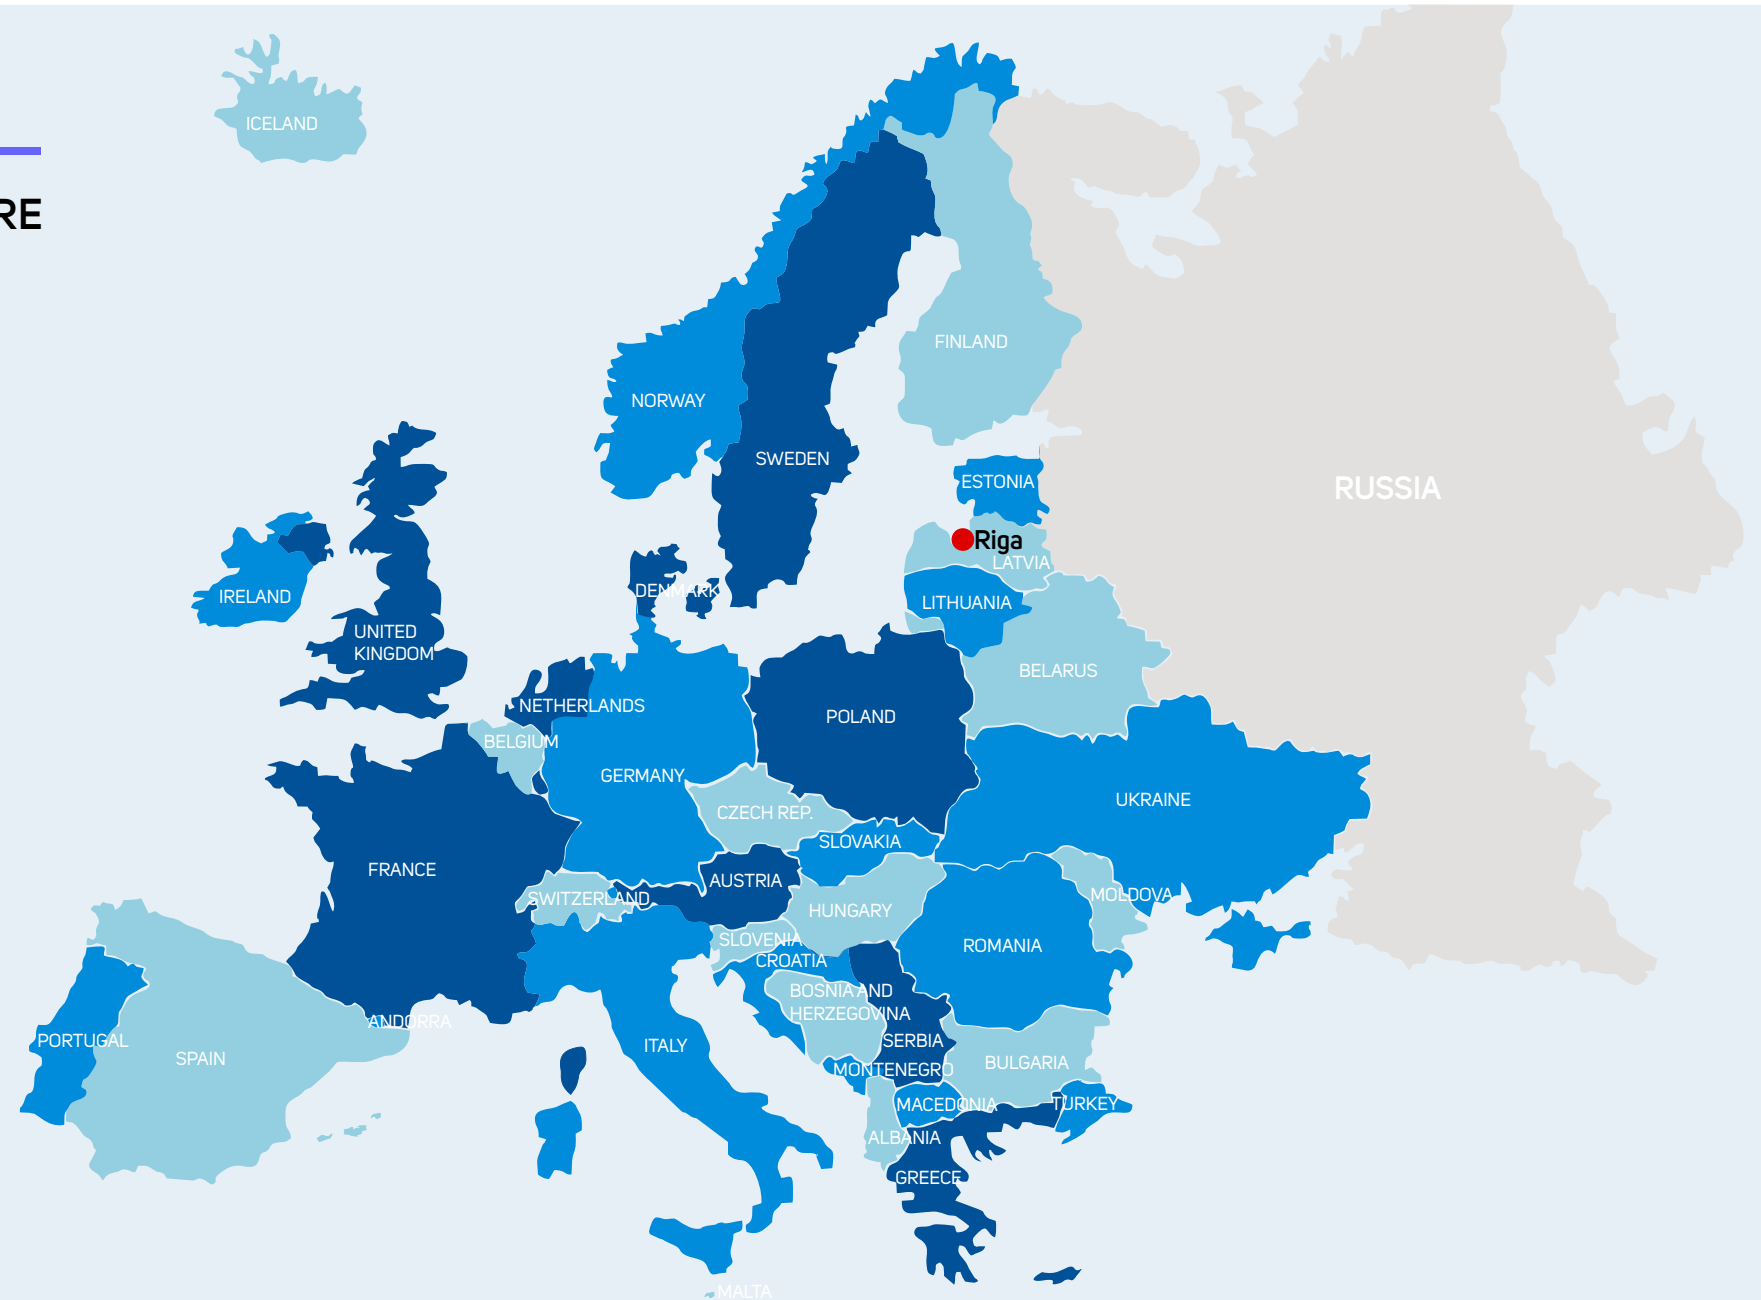 ICELAND
RE
FINLAND
NORWAY
SWEDEN
ESTONIA
RUSSIA
Riga
LATVIA
DENMARK
IRELAND
LITHUANIA
UNITED
KINGDOM
BELARUS
NETHERLANDS
POLAND
BELGIUM
GERMANY
UKRAINE
CZECH REP.
SLOVAKIA
FRANCE
AUSTRIA
SWITZERLAND
MOLDOVA
HUNGARY
SLOVENIA
ROMANIA
CROATIA
BOSNIA AND
HERZEGOVINA
ANDORRA
PORTUGAL
SERBIA
ITALY
SPAIN
BULGARIA
MONTENEGRO
MACEDONIA
TURKEY
ALBANIA
GREECE
MALTA